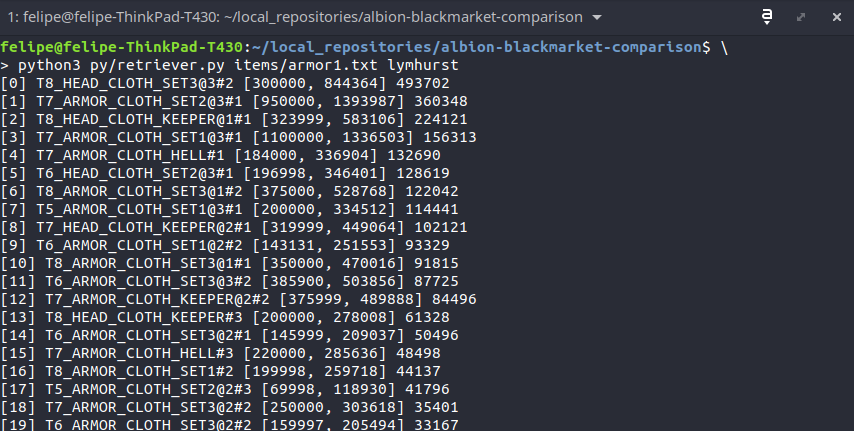 1: felipe@felipe-ThinkPad-T430: ~/local_repositories/albion-blackmarket-comparison
felipe@felipe-ThinkPad-T430:~/local_repositories/albion-blackmarket-comparison$ \
> python3 py/retriever.py items/armor1.txt lymhurst
[0] T8_HEAD_CLOTH_SET3@3#2 [300000, 844364] 493702
[1] T7_ARMOR_CLOTH_SET2@3#1 [950000, 1393987] 360348
[2] T8_HEAD_CLOTH_KEEPER@1#1 [323999, 583106] 224121
[3] T7_ARMOR_CLOTH_SET1@3#1 [1100000, 1336503] 156313
[4] T7_ARMOR_CLOTH_HELL#1 [184000, 336904] 132690
[5] T6_HEAD_CLOTH_SET2@3#1 [196998, 346401] 128619
[6] T8_ARMOR_CLOTH_SET3@1#2 [375000, 528768] 122042
[7] T5_ARMOR_CLOTH_SET1@3#1 [200000, 334512] 114441
[8] T7_HEAD_CLOTH_KEEPER@2#1 [319999, 449064] 102121
[9] T6_ARMOR_CLOTH_SET1@2#2 [143131, 251553] 93329
[10] T8_ARMOR_CLOTH_SET3@1#1 [350000, 470016] 91815
[11] T6_ARMOR_CLOTH_SET3@3#2 [385900, 503856] 87725
[12] T7_ARMOR_CLOTH_KEEPER@2#2 [375999, 489888] 84496
[13] T8_HEAD_CLOTH_KEEPER#3 [200000, 278008] 61328
[14] T6_ARMOR_CLOTH_SET3@2#1 [145999, 209037] 50496
[15] T7_ARMOR_CLOTH_HELL#3 [220000, 285636] 48498
[16] T8_ARMOR_CLOTH_SET1#2 [199998, 259718] 44137
[17] T5_ARMOR_CLOTH_SET2@2#3 [69998, 118930] 41796
[18] T7_ARMOR_CLOTH_SET3@2#2 [250000, 303618] 35401
[19] T6_ARMOR_CLOTH_SET3@2#2 [159997, 205494] 33167